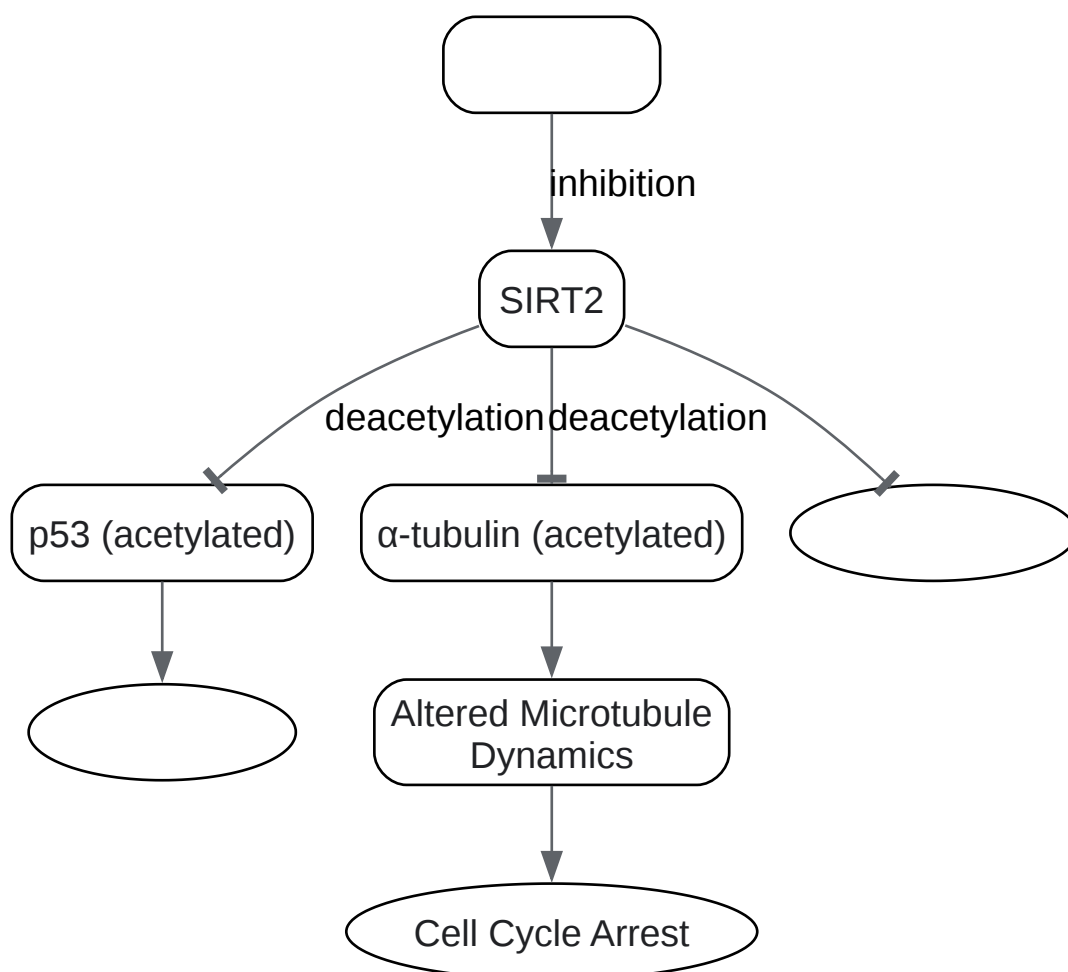 inhibition
SIRT2
deacetylation
deacetylation
p53 (acetylated)
α-tubulin (acetylated)
Altered Microtubule
Dynamics
Cell Cycle Arrest